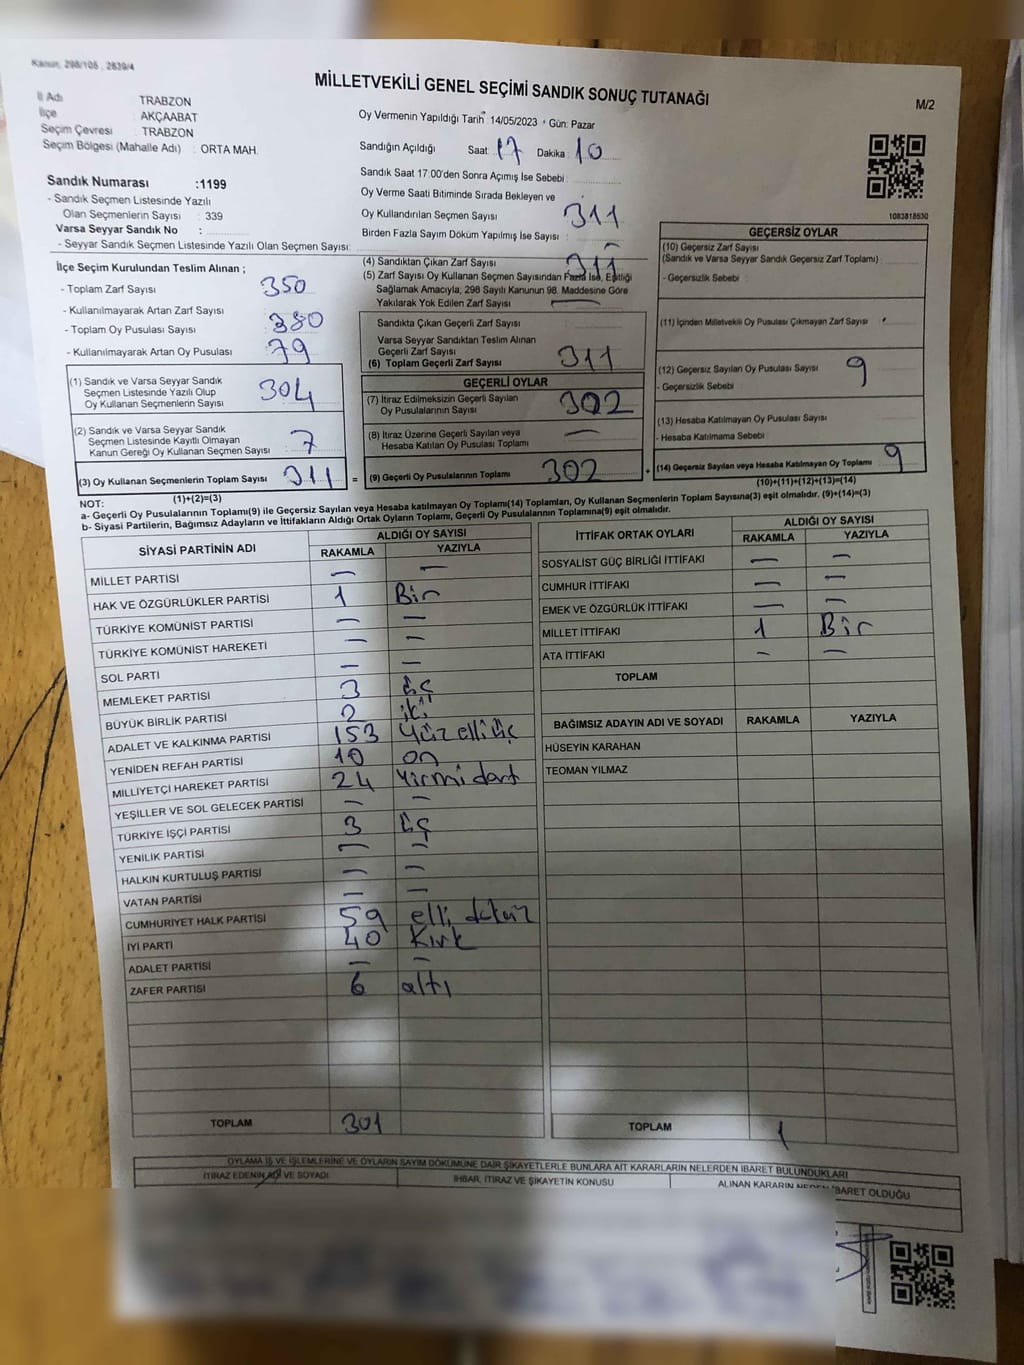 Kanun, 298/105 , 2839/4
MİLLETVEKİLİ GENEL SEÇİMİ SANDIK SONUÇ TUTANAĞI
M/2
İl Adı TRABZON
İlçe : AKÇAABAT
Seçim Çevresi : TRABZON
Seçim Bölgesi (Mahalle Adı) : ORTA MAH.
Sandık Numarası :1199
- Sandık Seçmen Listesinde Yazılı
Olan Seçmenlerin Sayısı : 339
Varsa Seyyar Sandık No :
- Seyyar Sandık Seçmen Listesinde Yazılı Olan Seçmen Sayısı:
Oy Vermenin Yapıldığı Tarih : 14/05/2023 * Gün: Pazar
Sandığın Açıldığı Saat: 17 Dakika : 10
Sandık Saat 17:00'den Sonra Açımış İse Sebebi :
Oy Verme Saati Bitiminde Sırada Bekleyen ve
Oy Kullandırılan Seçmen Sayısı 311
Birden Fazla Sayım Döküm Yapılmış İse Sayısı : –
1083818530
İlçe Seçim Kurulundan Teslim Alınan ;
- Toplam Zarf Sayısı : 350
- Kullanılmayarak Artan Zarf Sayısı : 380
- Toplam Oy Pusulası Sayısı
- Kullanılmayarak Artan Oy Pusulası : 79
(1) Sandık ve Varsa Seyyar Sandık
Seçmen Listesinde Yazılı Olup
Oy Kullanan Seçmenlerin Sayısı : 304
(2) Sandık ve Varsa Seyyar Sandık
Seçmen Listesinde Kayıtlı Olmayan
Kanun Gereği Oy Kullanan Seçmen Sayısı : 7
(3) Oy Kullanan Seçmenlerin Toplam Sayısı : 311 =
(1)+(2)=(3)
(4) Sandıktan Çıkan Zarf Sayısı : 311
(5) Zarf Sayısı Oy Kullanan Seçmen Sayısından Fazla İse, Eşitliği
Sağlamak Amacıyla; 298 Sayılı Kanunun 98. Maddesine Göre
Yakılarak Yok Edilen Zarf Sayısı : —
Sandıkta Çıkan Geçerli Zarf Sayısı :
Varsa Seyyar Sandıktan Teslim Alınan
Geçerli Zarf Sayısı :
(6) Toplam Geçerli Zarf Sayısı : 311
GEÇERLİ OYLAR
(7) İtiraz Edilmeksizin Geçerli Sayılan
Oy Pusulalarının Sayısı : 302
(8) İtiraz Üzerine Geçerli Sayılan veya
Hesaba Katılan Oy Pusulası Toplamı : —
(9) Geçerli Oy Pusulalarının Toplamı : 302 +
GEÇERSİZ OYLAR
(10) Geçersiz Zarf Sayısı
(Sandık ve Varsa Seyyar Sandık Geçersiz Zarf Toplamı) :
- Geçersizlik Sebebi :
(11) İçinden Milletvekili Oy Pusulası Çıkmayan Zarf Sayısı :
(12) Geçersiz Sayılan Oy Pusulası Sayısı : 9
- Geçersizlik Sebebi :
(13) Hesaba Katılmayan Oy Pusulası Sayısı
- Hesaba Katılmama Sebebi :
(14) Geçersiz Sayılan veya Hesaba Katılmayan Oy Toplamı : 9
(10)+(11)+(12)+(13)=(14)
NOT:
a- Geçerli Oy Pusulalarının Toplamı(9) ile Geçersiz Sayılan veya Hesaba katılmayan Oy Toplamı(14) Toplamları, Oy Kullanan Seçmenlerin Toplam Sayısına(3) eşit olmalıdır. (9)+(14)=(3)
b- Siyasi Partilerin, Bağımsız Adayların ve İttifakların Aldığı Ortak Oyların Toplamı, Geçerli Oy Pusulalarının Toplamına(9) eşit olmalıdır.
SİYASİ PARTİNİN ADI ALDIĞI OY SAYISI
RAKAMLA YAZIYLA
MİLLET PARTİSİ — —
HAK VE ÖZGÜRLÜKLER PARTİSİ 1 Bir
TÜRKİYE KOMÜNİST PARTİSİ — —
TÜRKİYE KOMÜNİST HAREKETİ — —
SOL PARTİ — —
MEMLEKET PARTİSİ 3 üç
BÜYÜK BİRLİK PARTİSİ 2 iki
ADALET VE KALKINMA PARTİSİ 153 Yüzelliüç
YENİDEN REFAH PARTİSİ 10 on
MİLLİYETÇİ HAREKET PARTİSİ 24 Yirmi dört
YEŞİLLER VE SOL GELECEK PARTİSİ — —
TÜRKİYE İŞÇİ PARTİSİ 3 üç
YENİLİK PARTİSİ — —
HALKIN KURTULUŞ PARTİSİ — —
VATAN PARTİSİ — —
CUMHURİYET HALK PARTİSİ 59 elli dokuz
İYİ PARTİ 40 Kırk
ADALET PARTİSİ — —
ZAFER PARTİSİ 6 altı
TOPLAM 301
İTTİFAK ORTAK OYLARI ALDIĞI OY SAYISI
RAKAMLA YAZIYLA
SOSYALİST GÜÇ BİRLİĞİ İTTİFAKI — —
CUMHUR İTTİFAKI — —
EMEK VE ÖZGÜRLÜK İTTİFAKI — —
MİLLET İTTİFAKI 1 Bir
ATA İTTİFAKI — —
TOPLAM
BAĞIMSIZ ADAYIN ADI VE SOYADI RAKAMLA YAZIYLA
HÜSEYİN KARAHAN
TEOMAN YILMAZ
TOPLAM 1
OYLAMA İŞ VE İŞLEMLERİNE VE OYLARIN SAYIM DÖKÜMÜNE DAİR ŞİKAYETLERLE BUNLARA AİT KARARLARIN NELERDEN İBARET BULUNDUKLARI
İTİRAZ EDENİN ADI VE SOYADI İHBAR, İTİRAZ VE ŞİKAYETİN KONUSU ALINAN KARARIN NEDEN İBARET OLDUĞU